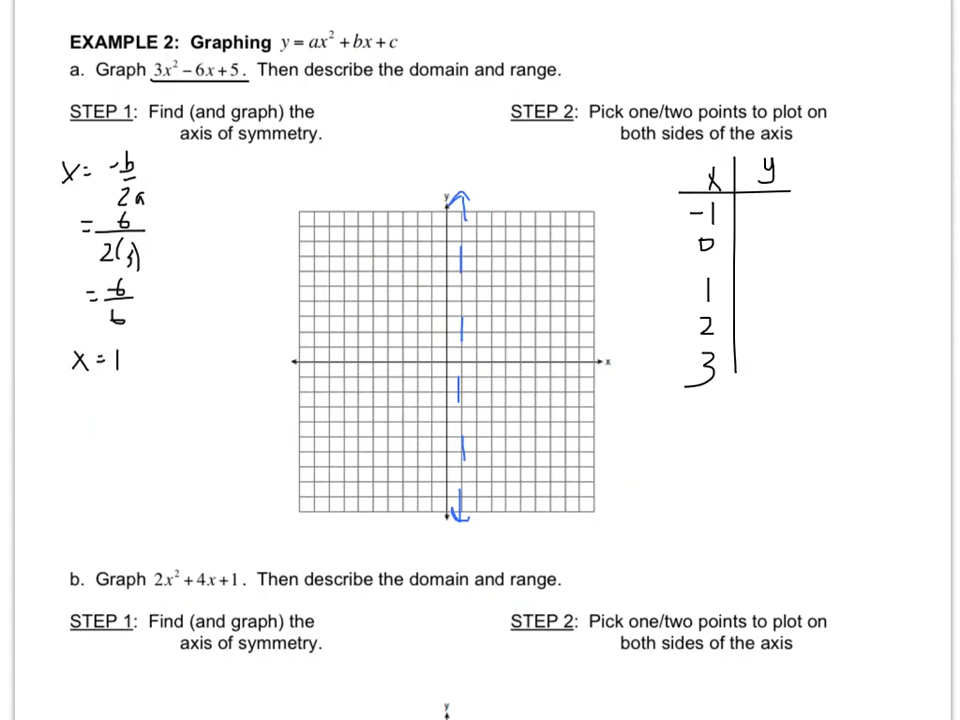 EXAMPLE 2: Graphing y = ax² + bx + c
a. Graph 3x² − 6x + 5. Then describe the domain and range.
STEP 1: Find (and graph) the
axis of symmetry.
STEP 2: Pick one/two points to plot on
both sides of the axis
x = -b
2a
= 6
2(3)
= 6
6
x = 1
y
x
x y
-1
0
1
2
3
b. Graph 2x² + 4x + 1. Then describe the domain and range.
STEP 1: Find (and graph) the
axis of symmetry.
STEP 2: Pick one/two points to plot on
both sides of the axis
y